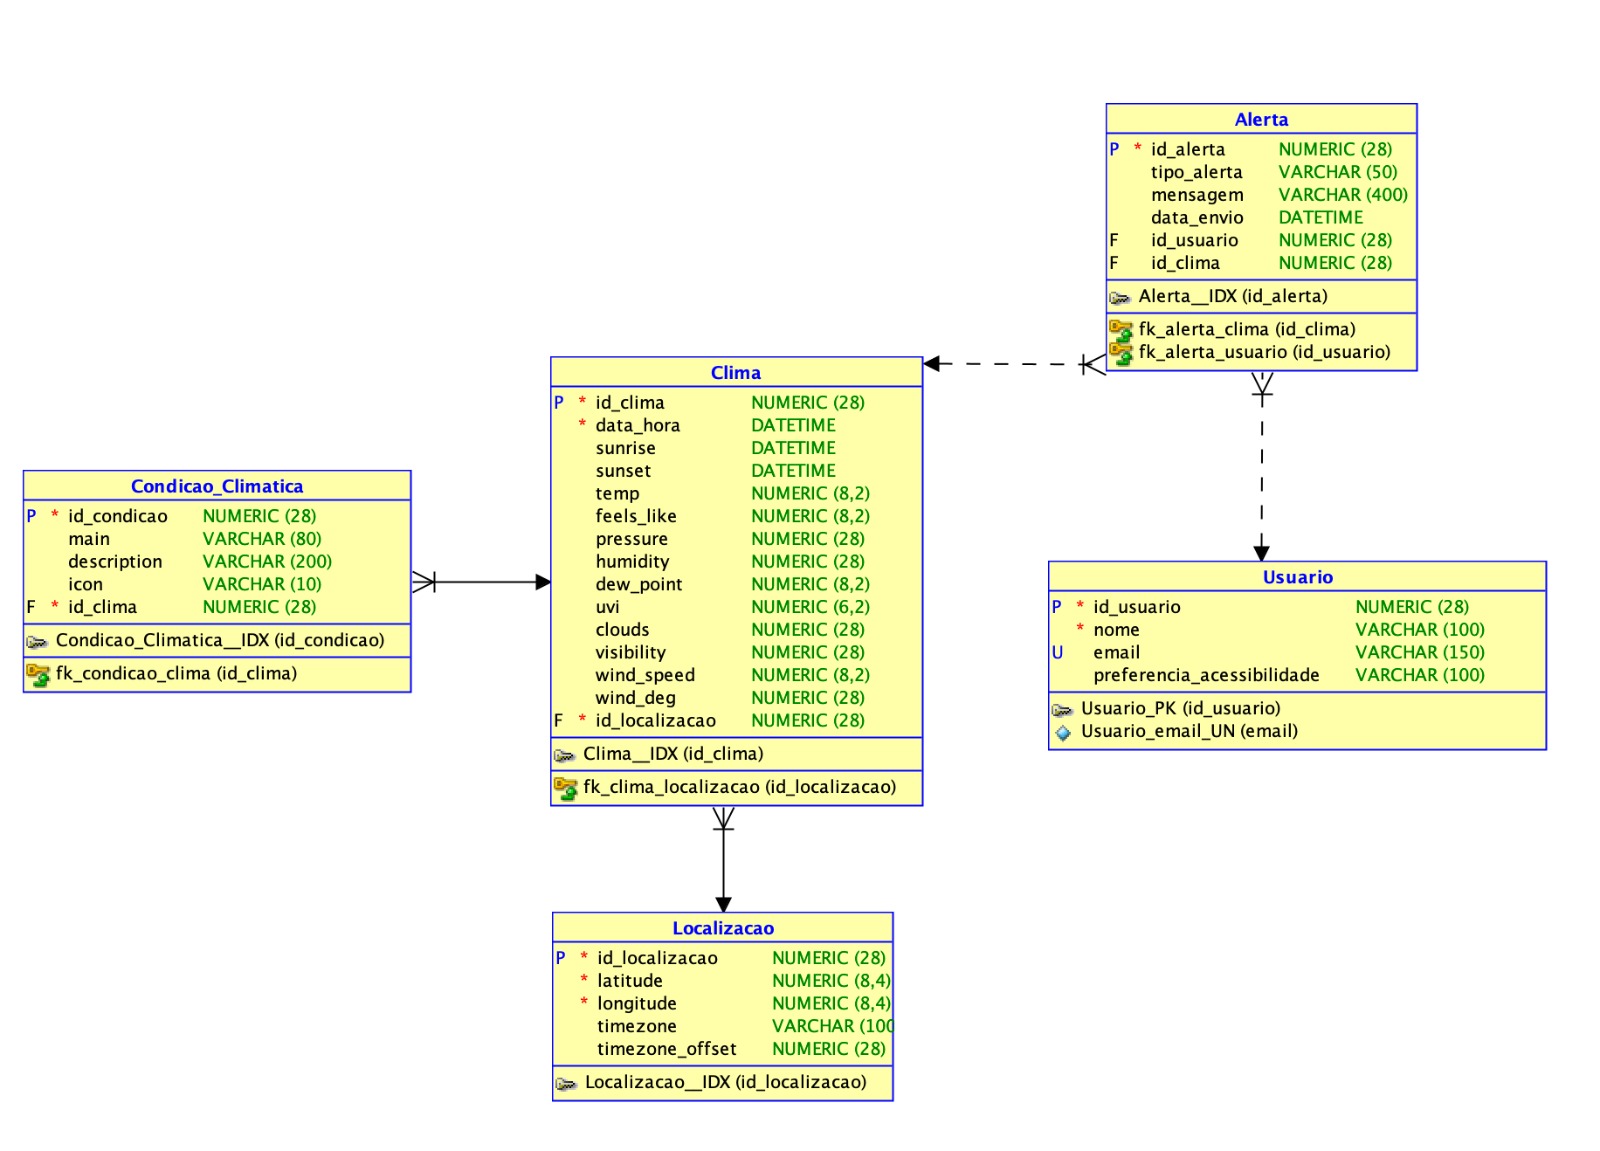 Alerta
P * id_alerta NUMERIC (28)
tipo_alerta VARCHAR (50)
mensagem VARCHAR (400)
data_envio DATETIME
F id_usuario NUMERIC (28)
F id_clima NUMERIC (28)
Alerta__IDX (id_alerta)
fk_alerta_clima (id_clima)
fk_alerta_usuario (id_usuario)
Clima
P * id_clima NUMERIC (28)
* data_hora DATETIME
sunrise DATETIME
sunset DATETIME
temp NUMERIC (8,2)
feels_like NUMERIC (8,2)
pressure NUMERIC (28)
humidity NUMERIC (28)
dew_point NUMERIC (8,2)
uvi NUMERIC (6,2)
clouds NUMERIC (28)
visibility NUMERIC (28)
wind_speed NUMERIC (8,2)
wind_deg NUMERIC (28)
F * id_localizacao NUMERIC (28)
Clima__IDX (id_clima)
fk_clima_localizacao (id_localizacao)
Condicao_Climatica
P * id_condicao NUMERIC (28)
main VARCHAR (80)
description VARCHAR (200)
icon VARCHAR (10)
F * id_clima NUMERIC (28)
Condicao_Climatica__IDX (id_condicao)
fk_condicao_clima (id_clima)
Usuario
P * id_usuario NUMERIC (28)
* nome VARCHAR (100)
U email VARCHAR (150)
preferencia_acessibilidade VARCHAR (100)
Usuario_PK (id_usuario)
Usuario_email_UN (email)
Localizacao
P * id_localizacao NUMERIC (28)
* latitude NUMERIC (8,4)
* longitude NUMERIC (8,4)
timezone VARCHAR (100
timezone_offset NUMERIC (28)
Localizacao__IDX (id_localizacao)